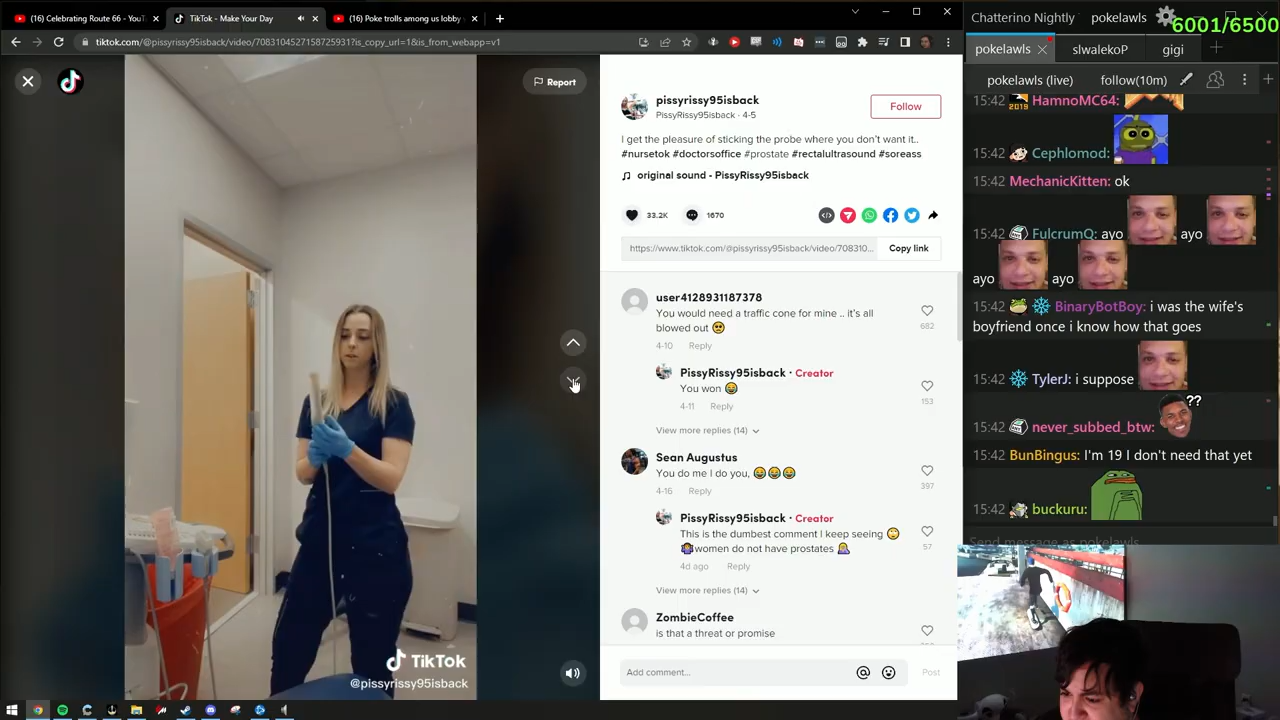 (16) Celebrating Route 66 - YouT
TikTok - Make Your Day
(16) Poke trolls among us lobby
tiktok.com/@pissyrissy95isback/video/7083104527158725931?is_copy_url=1&is_from_webapp=v1
Report
TikTok
@pissyrissy95isback
pissyrissy95isback
PissyRissy95isback · 4-5
Follow
I get the pleasure of sticking the probe where you don't want it..
#nursetok #doctorsoffice #prostate #rectalultrasound #soreass
original sound - PissyRissy95isback
33.2K
1670
https://www.tiktok.com/@pissyrissy95isback/video/708310...
Copy link
user4128931187378
You would need a traffic cone for mine .. it's all
blowed out 🥺
682
4-10 Reply
PissyRissy95isback · Creator
You won 😂
153
4-11 Reply
View more replies (14)
Sean Augustus
You do me I do you, 😂😂😂
397
4-16 Reply
PissyRissy95isback · Creator
This is the dumbest comment I keep seeing 🙄
🤷‍♀️women do not have prostates 🤷‍♀️
57
4d ago Reply
View more replies (14)
ZombieCoffee
is that a threat or promise
Add comment...
Post
Chatterino Nightly
pokelawls
6001/6500
pokelawls
slwalekoP
gigi
pokelawls (live)
follow(10m)
15:42 HamnoMC64:
2019
15:42 Cephlomod:
15:42 MechanicKitten: ok
15:42 FulcrumQ: ayo ayo
ayo ayo
15:42 BinaryBotBoy: i was the wife's
boyfriend once i know how that goes
15:42 TylerJ: i suppose
??
15:42 never_subbed_btw:
15:42 BunBingus: I'm 19 I don't need that yet
15:42 buckuru:
Send message as pokelawls